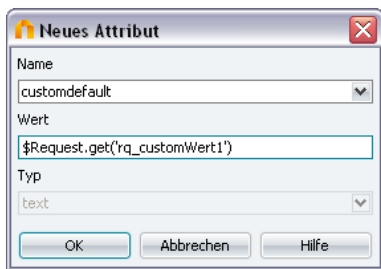 Neues Attribut
Name
customdefault
Wert
$Request.get('rq_customWert1')
Typ
text
OK Abbrechen Hilfe